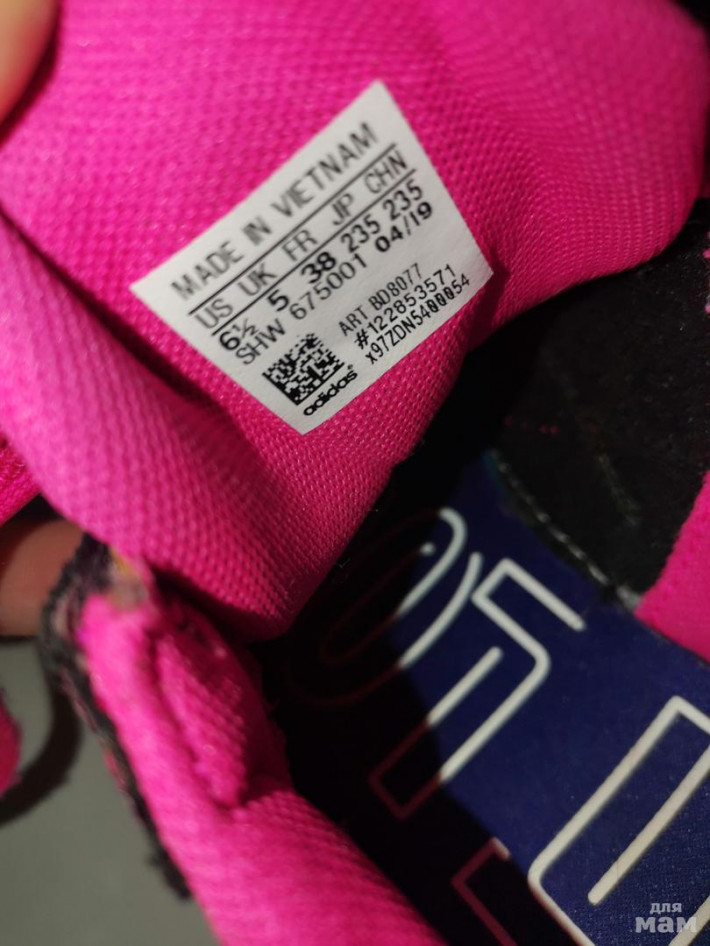 MADE IN VIETNAM
US UK FR JP CHN
6½ 5 38 235 235
SHW 675001 04/19
ART BD8077
#122853571
X97ZDN5400054
adidas®
для
мам